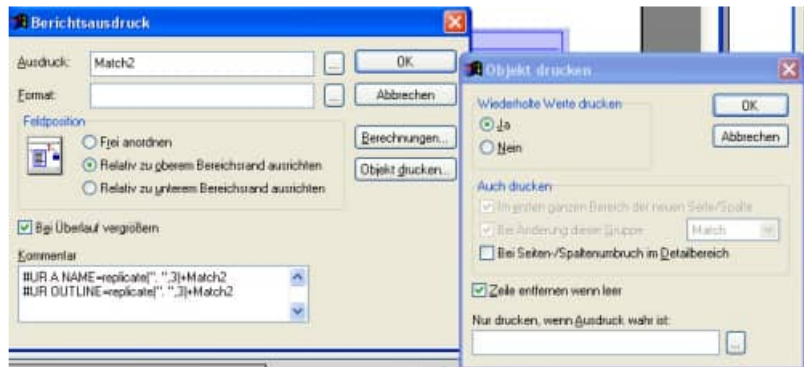 Berichtsausdruck
Ausdruck:
Match2
...
OK
Format:
...
Abbrechen
Feldposition
Frei anordnen
Relativ zu oberem Bereichsrand ausrichten
Relativ zu unterem Bereichsrand ausrichten
Berechnungen...
Objekt drucken...
Bei Überlauf vergrößern
Kommentar
#UR A NAME=replicate(". ",3)+Match2
#UR OUTLINE=replicate(". ",3)+Match2
Objekt drucken
Wiederholte Werte drucken
Ja
Nein
OK
Abbrechen
Auch drucken
Im ersten ganzen Bereich der neuen Seite/Spalte
Bei Änderung dieser Gruppe
Match
Bei Seiten-/Spaltenumbruch im Detailbereich
Zeile entfernen wenn leer
Nur drucken, wenn Ausdruck wahr ist:
...